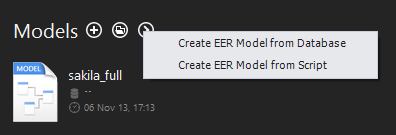 Models
Create EER Model from Database
Create EER Model from Script
MODEL
sakila_full
--
06 Nov 13, 17:13